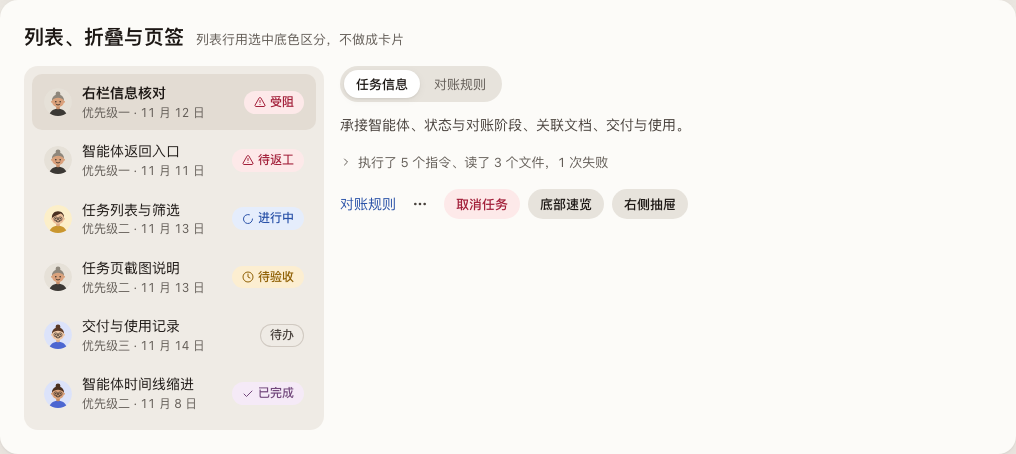 列表、折叠与页签 列表行用选中底色区分，不做成卡片
右栏信息核对
优先级一 · 11 月 12 日
受阻
智能体返回入口
优先级一 · 11 月 11 日
待返工
任务列表与筛选
优先级二 · 11 月 13 日
进行中
任务页截图说明
优先级二 · 11 月 13 日
待验收
交付与使用记录
优先级三 · 11 月 14 日
待办
智能体时间线缩进
优先级二 · 11 月 8 日
已完成
任务信息 对账规则
承接智能体、状态与对账阶段、关联文档、交付与使用。
执行了 5 个指令、读了 3 个文件，1 次失败
对账规则 ··· 取消任务 底部速览 右侧抽屉